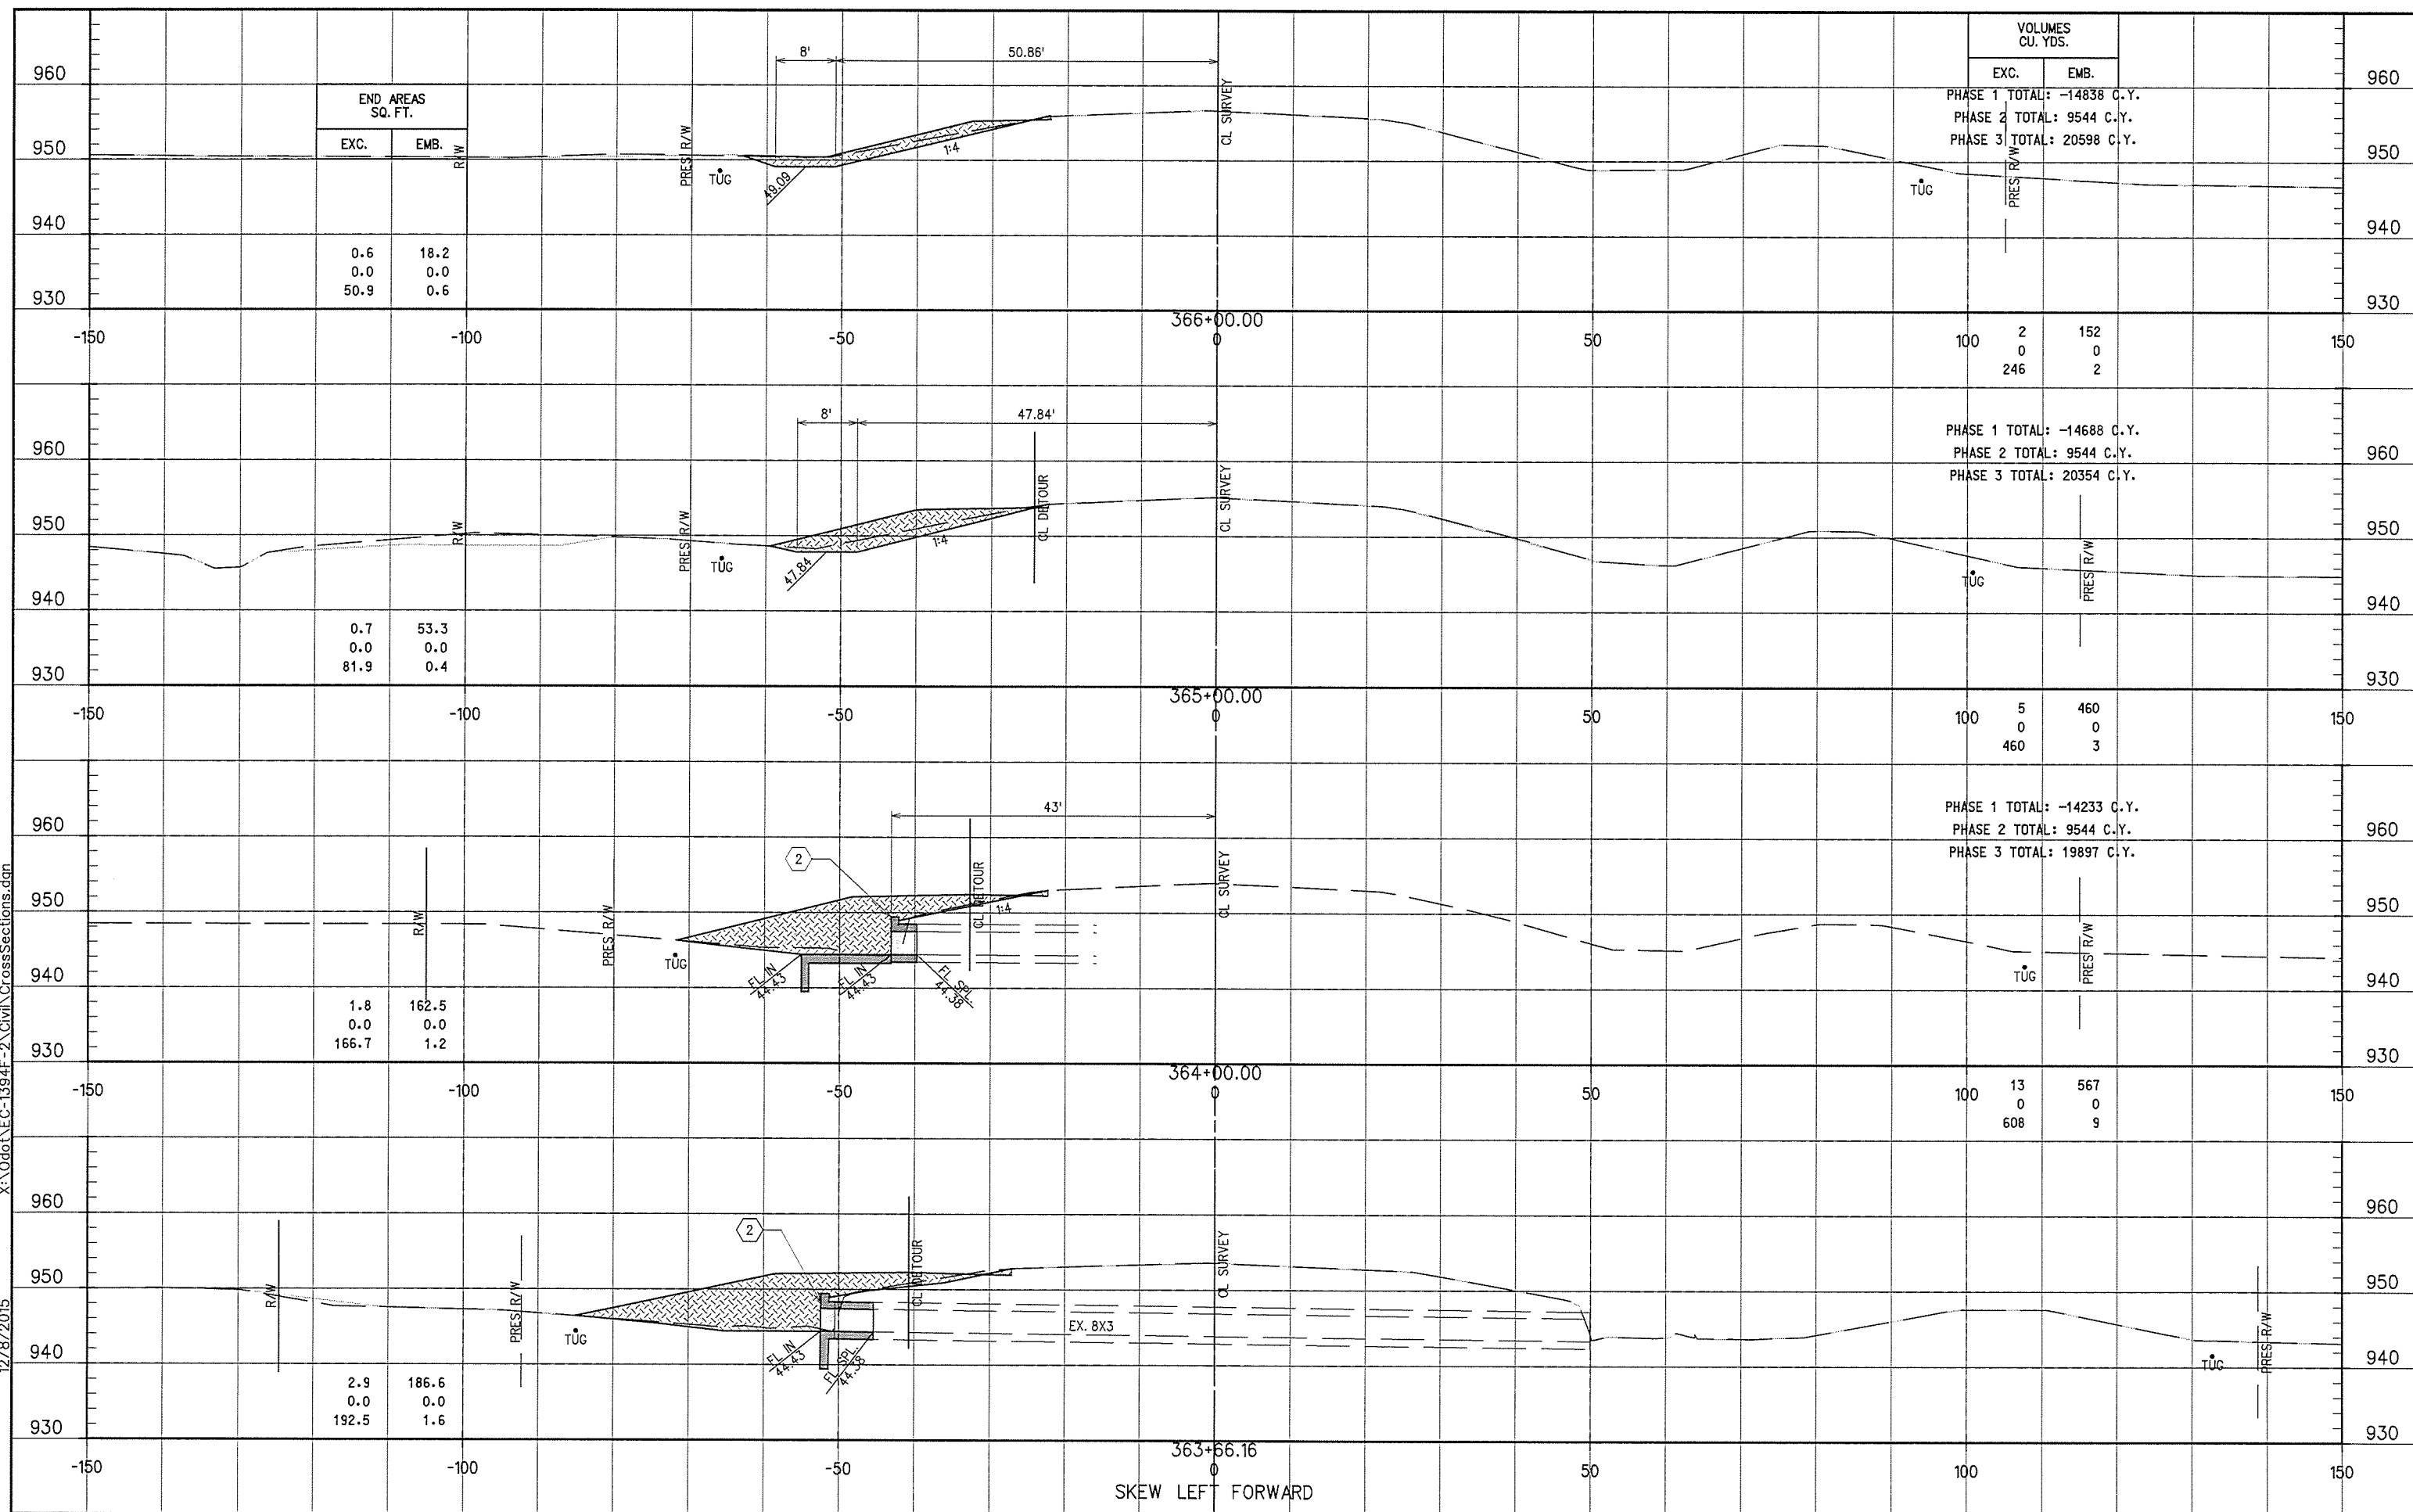 VOLUMES
CU. YDS.
EXC. EMB.
END AREAS
SQ. FT.
EXC. EMB.
8' 50.86'
960 960
PHASE 1 TOTAL: -14838 C.Y.
PHASE 2 TOTAL: 9544 C.Y.
PHASE 3 TOTAL: 20598 C.Y.
950 R/W PRES R/W TUG 49.09 1:4 CL SURVEY TUG PRES R/W 950
940 940
0.6 18.2
0.0 0.0
50.9 0.6
930 930
366+00.00
-150 -100 -50 0 50 100 150
2 152
0 0
246 2
8' 47.84'
PHASE 1 TOTAL: -14688 C.Y.
PHASE 2 TOTAL: 9544 C.Y.
PHASE 3 TOTAL: 20354 C.Y.
960 960
950 R/W PRES R/W TUG 47.84 1:4 CL DETOUR CL SURVEY TUG PRES R/W 950
940 940
0.7 53.3
0.0 0.0
81.9 0.4
930 930
365+00.00
-150 -100 -50 0 50 100 150
5 460
0 0
460 3
43'
PHASE 1 TOTAL: -14233 C.Y.
PHASE 2 TOTAL: 9544 C.Y.
PHASE 3 TOTAL: 19897 C.Y.
960 960
2
950 R/W PRES R/W TUG 1:4 CL DETOUR CL SURVEY TUG PRES R/W 950
FL IN 44.43
FL IN 44.43
FL SPL. 44.38
940 940
1.8 162.5
0.0 0.0
166.7 1.2
930 930
364+00.00
-150 -100 -50 0 50 100 150
13 567
0 0
608 9
960 960
2
950 R/W PRES R/W TUG CL DETOUR CL SURVEY TUG PRES R/W 950
EX. 8X3
FL IN 44.43
FL SPL. 44.38
940 940
2.9 186.6
0.0 0.0
192.5 1.6
930 930
363+66.16
-150 -100 -50 0 50 100 150
SKEW LEFT FORWARD
12/8/2015 X:\Odot\EC-1394F-2\Civil\CrossSections.dgn